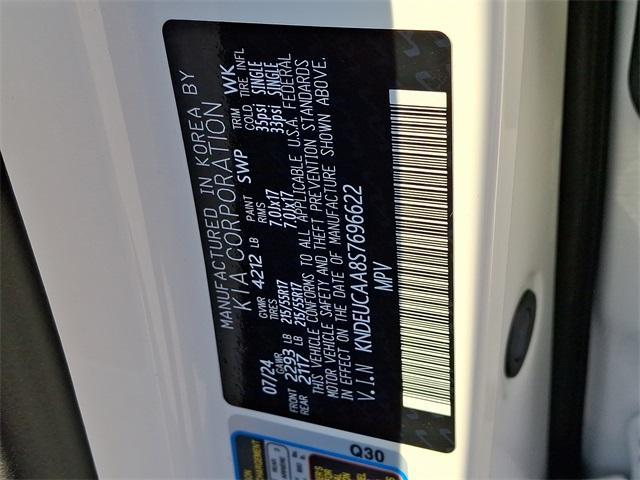 MANUFACTURED IN KOREA BY
KIA CORPORATION
07/24 GVWR 4212 LB PAINT SWP TRIM WK
GAWR TIRES RIMS COLD TIRE INFL
FRONT 2293 LB 215/55R17 7.0Jx17 35psi SINGLE
REAR 2117 LB 215/55R17 7.0Jx17 33psi SINGLE
THIS VEHICLE CONFORMS TO ALL APPLICABLE U.S.A. FEDERAL
MOTOR VEHICLE SAFETY AND THEFT PREVENTION STANDARDS
IN EFFECT ON THE DATE OF MANUFACTURE SHOWN ABOVE.
V.I.N KNDEUCAA8S7696622
MPV
Q30